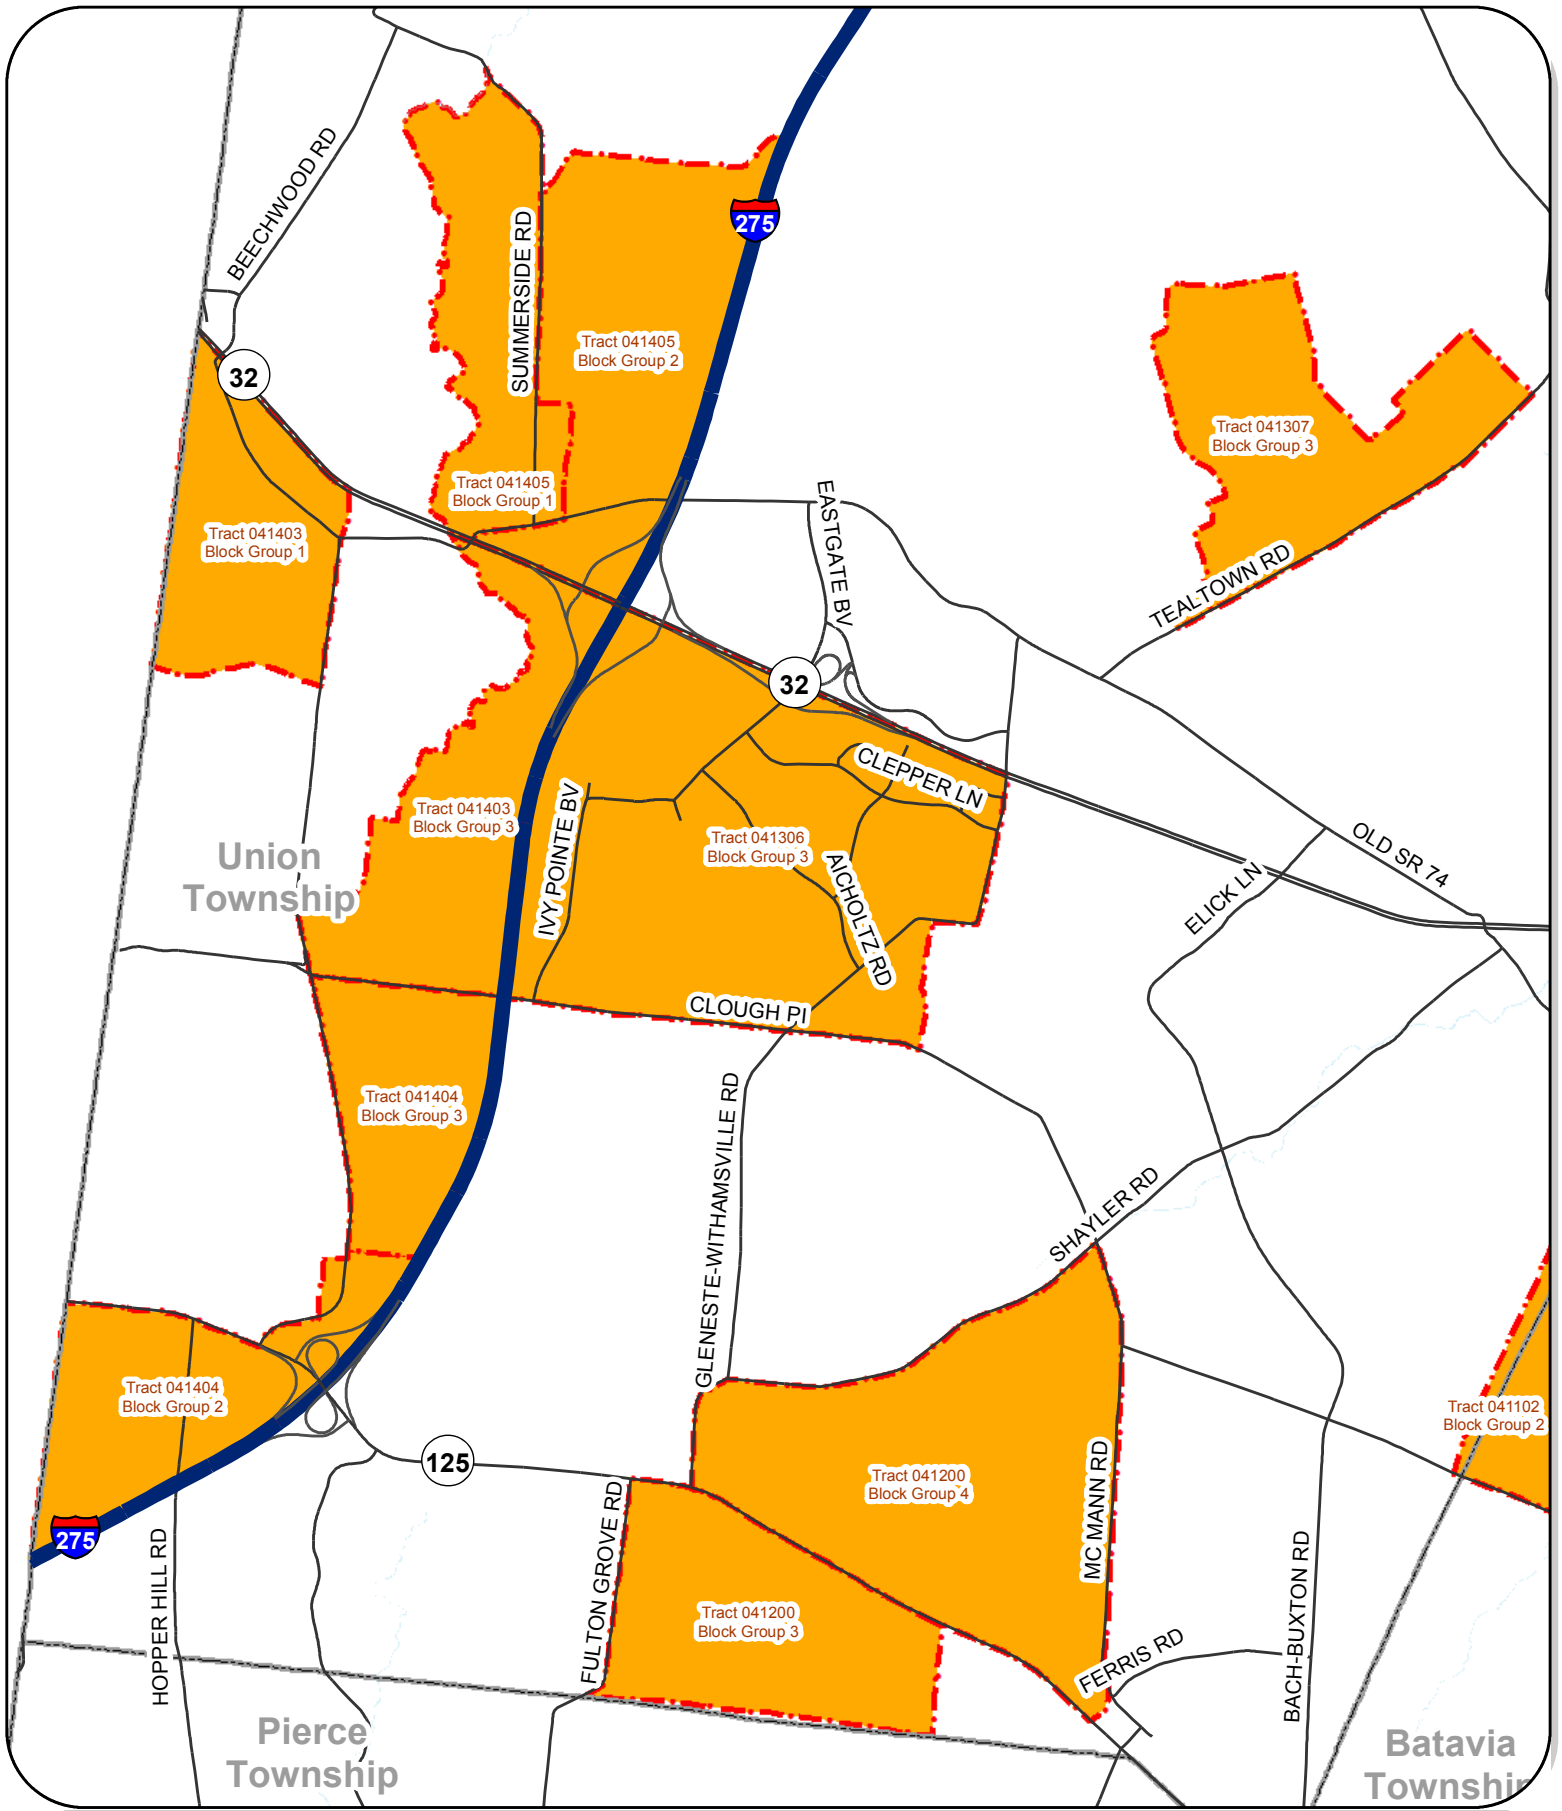 BEECHWOOD RD
SUMMERSIDE RD
275
Tract 041405
Block Group 2
32
Tract 041307
Block Group 3
Tract 041405
Block Group 1
EASTGATE BV
Tract 041403
Block Group 1
TEALTOWN RD
32
CLEPPER LN
Tract 041403
Block Group 3
IVY POINTE BV
Tract 041306
Block Group 3
Union
Township
AICHOLTZ RD
OLD SR 74
ELICK LN
CLOUGH PI
Tract 041404
Block Group 3
GLENESTE-WITHAMSVILLE RD
SHAYLER RD
Tract 041404
Block Group 2
Tract 041102
Block Group 2
125
Tract 041200
Block Group 4
MC MANN RD
275
HOPPER HILL RD
FULTON GROVE RD
BACH-BUXTON RD
Tract 041200
Block Group 3
FERRIS RD
Pierce
Township
Batavia
Township